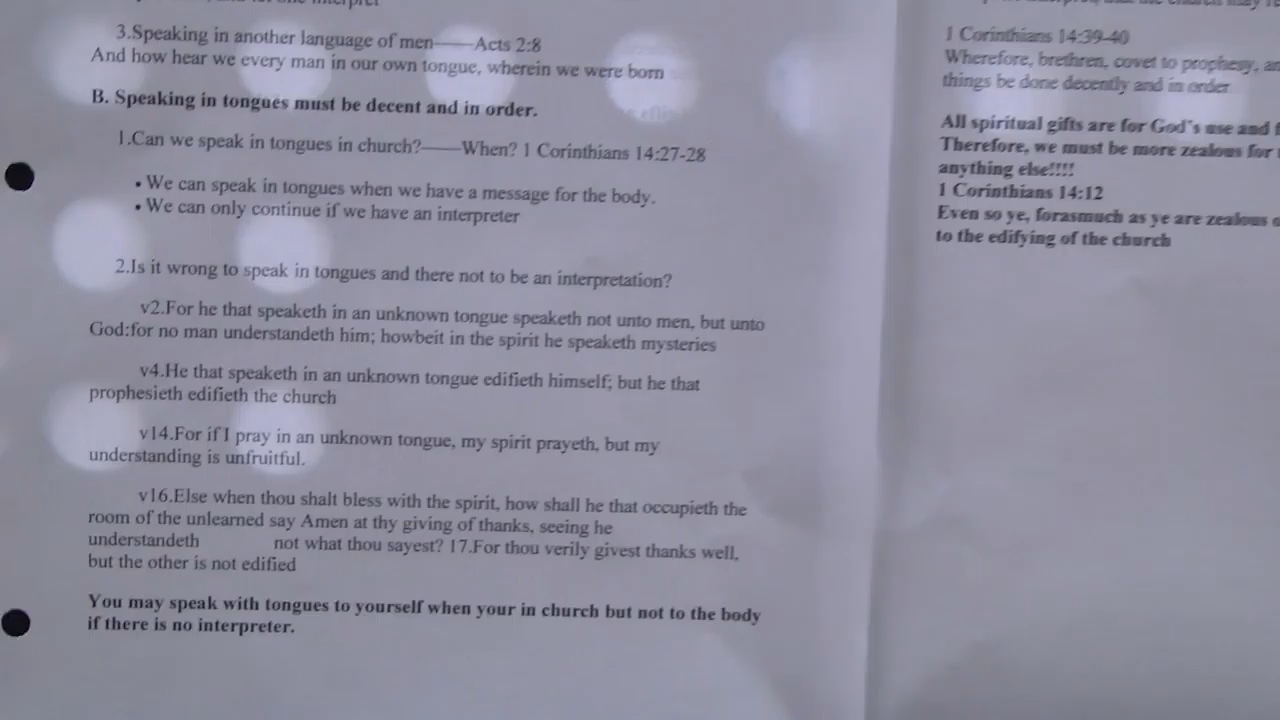 3.Speaking in another language of men——Acts 2:8
And how hear we every man in our own tongue, wherein we were born
B. Speaking in tongues must be decent and in order.
1.Can we speak in tongues in church?——When? 1 Corinthians 14:27-28
• We can speak in tongues when we have a message for the body.
• We can only continue if we have an interpreter
2.Is it wrong to speak in tongues and there not to be an interpretation?
v2.For he that speaketh in an unknown tongue speaketh not unto men, but unto
God:for no man understandeth him; howbeit in the spirit he speaketh mysteries
v4.He that speaketh in an unknown tongue edifieth himself; but he that
prophesieth edifieth the church
v14.For if I pray in an unknown tongue, my spirit prayeth, but my
understanding is unfruitful.
v16.Else when thou shalt bless with the spirit, how shall he that occupieth the
room of the unlearned say Amen at thy giving of thanks, seeing he
understandeth not what thou sayest? 17.For thou verily givest thanks well,
but the other is not edified
You may speak with tongues to yourself when your in church but not to the body
if there is no interpreter.
1 Corinthians 14:39-40
Wherefore, brethren, covet to prophesy, an
things be done decently and in order
All spiritual gifts are for God's use and
Therefore, we must be more zealous for
anything else!!!!
1 Corinthians 14:12
Even so ye, forasmuch as ye are zealous
to the edifying of the church